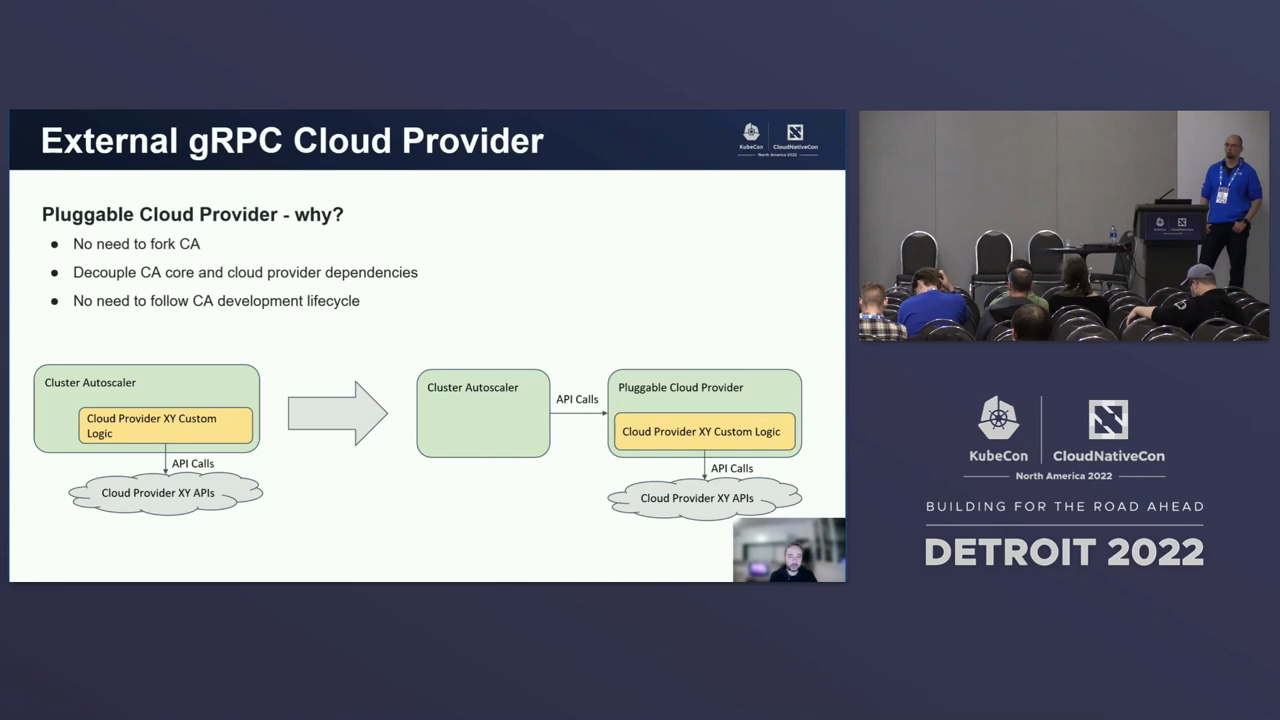 External gRPC Cloud Provider
KubeCon
CloudNativeCon
North America 2022
Pluggable Cloud Provider - why?
● No need to fork CA
● Decouple CA core and cloud provider dependencies
● No need to follow CA development lifecycle
Cluster Autoscaler
Cloud Provider XY Custom
Logic
API Calls
Cloud Provider XY APIs
Cluster Autoscaler
API Calls
Pluggable Cloud Provider
Cloud Provider XY Custom Logic
API Calls
Cloud Provider XY APIs
KubeCon
CloudNativeCon
North America 2022
BUILDING FOR THE ROAD AHEAD
DETROIT 2022